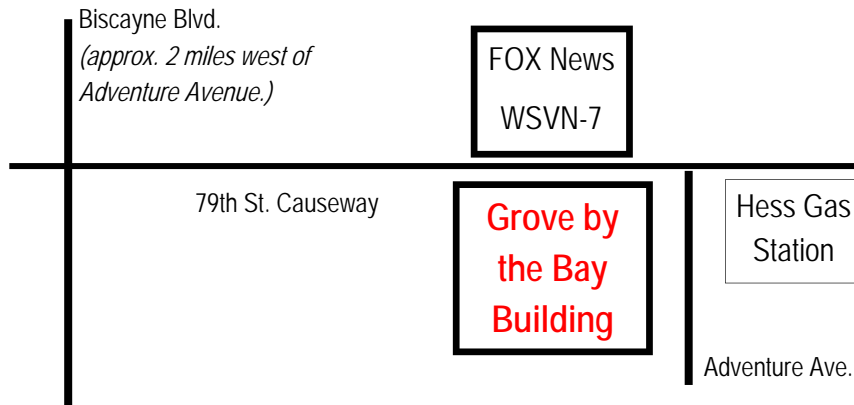 Biscayne Blvd.
(approx. 2 miles west of
Adventure Avenue.)
FOX News
WSVN-7
79th St. Causeway
Grove by
the Bay
Building
Hess Gas
Station
Adventure Ave.